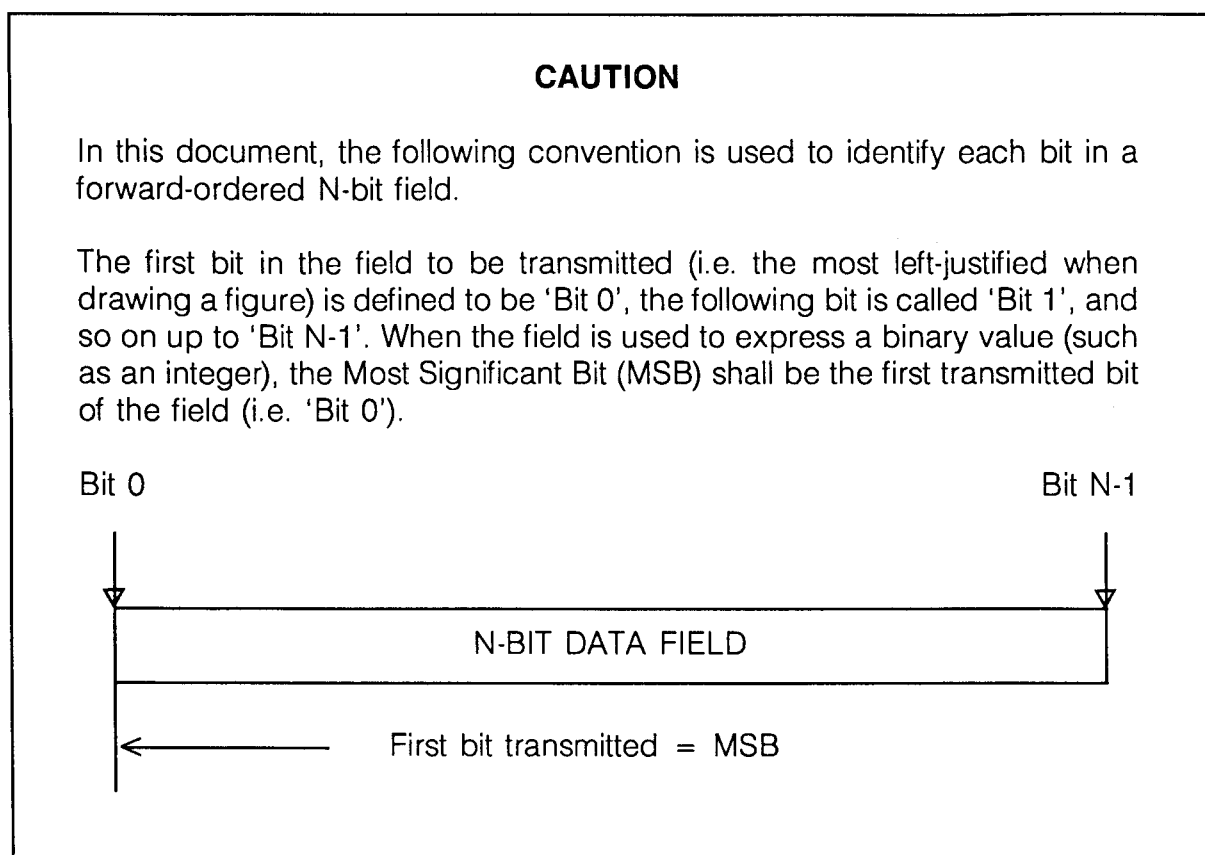 CAUTION
In this document, the following convention is used to identify each bit in a
forward-ordered N-bit field.
The first bit in the field to be transmitted (i.e. the most left-justified when
drawing a figure) is defined to be ‘Bit 0’, the following bit is called ‘Bit 1’, and
so on up to ‘Bit N-1’. When the field is used to express a binary value (such
as an integer), the Most Significant Bit (MSB) shall be the first transmitted bit
of the field (i.e. ‘Bit 0’).
Bit 0 Bit N-1
N-BIT DATA FIELD
First bit transmitted = MSB